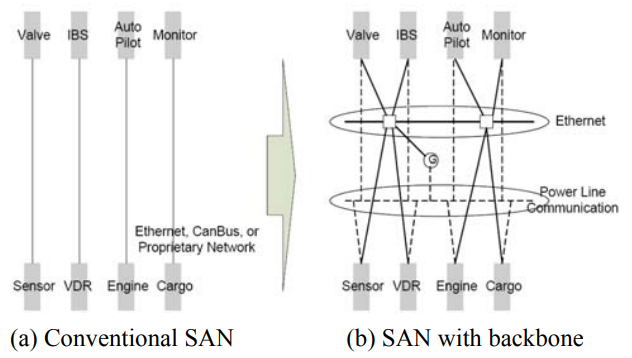 Valve IBS Auto Pilot Monitor
Ethernet, CanBus, or
Proprietary Network
Sensor VDR Engine Cargo
(a) Conventional SAN
Valve IBS Auto Pilot Monitor
Ethernet
Power Line
Communication
Sensor VDR Engine Cargo
(b) SAN with backbone